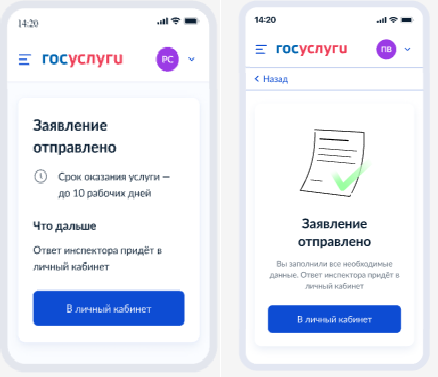 14:20
госуслуги
РС
Заявление
отправлено
Срок оказания услуги —
до 10 рабочих дней
Что дальше
Ответ инспектора придёт в
личный кабинет
В личный кабинет
14:20
госуслуги
ПВ
Назад
Заявление
отправлено
Вы заполнили все необходимые
данные. Ответ инспектора придёт в
личный кабинет
В личный кабинет